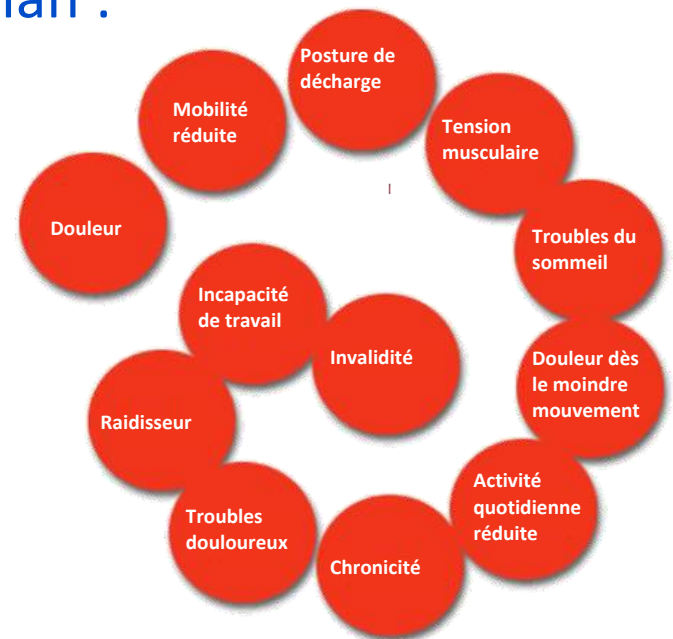 Posture de
décharge
Mobilité
réduite
Tension
musculaire
Douleur
Troubles du
sommeil
Incapacité
de travail
Invalidité
Douleur dès
le moindre
mouvement
Raidisseur
Activité
quotidienne
réduite
Troubles
douloureux
Chronicité